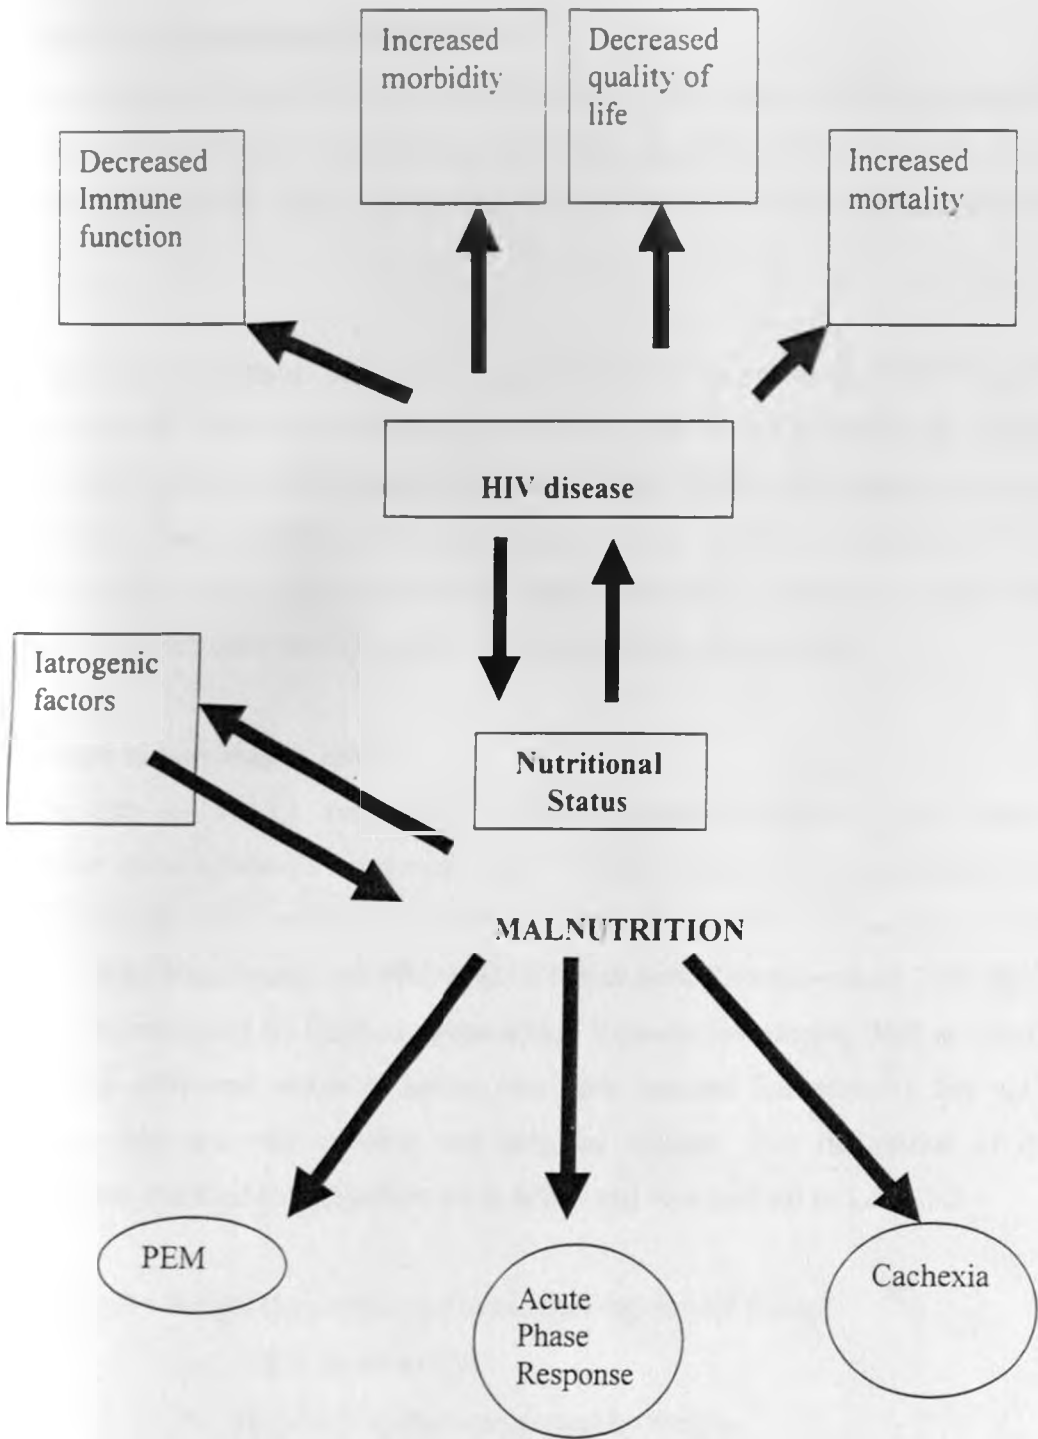 Increased
morbidity
Decreased
quality of
life
Decreased
Immune
function
Increased
mortality
HIV disease
Iatrogenic
factors
Nutritional
Status
MALNUTRITION
PEM
Acute
Phase
Response
Cachexia